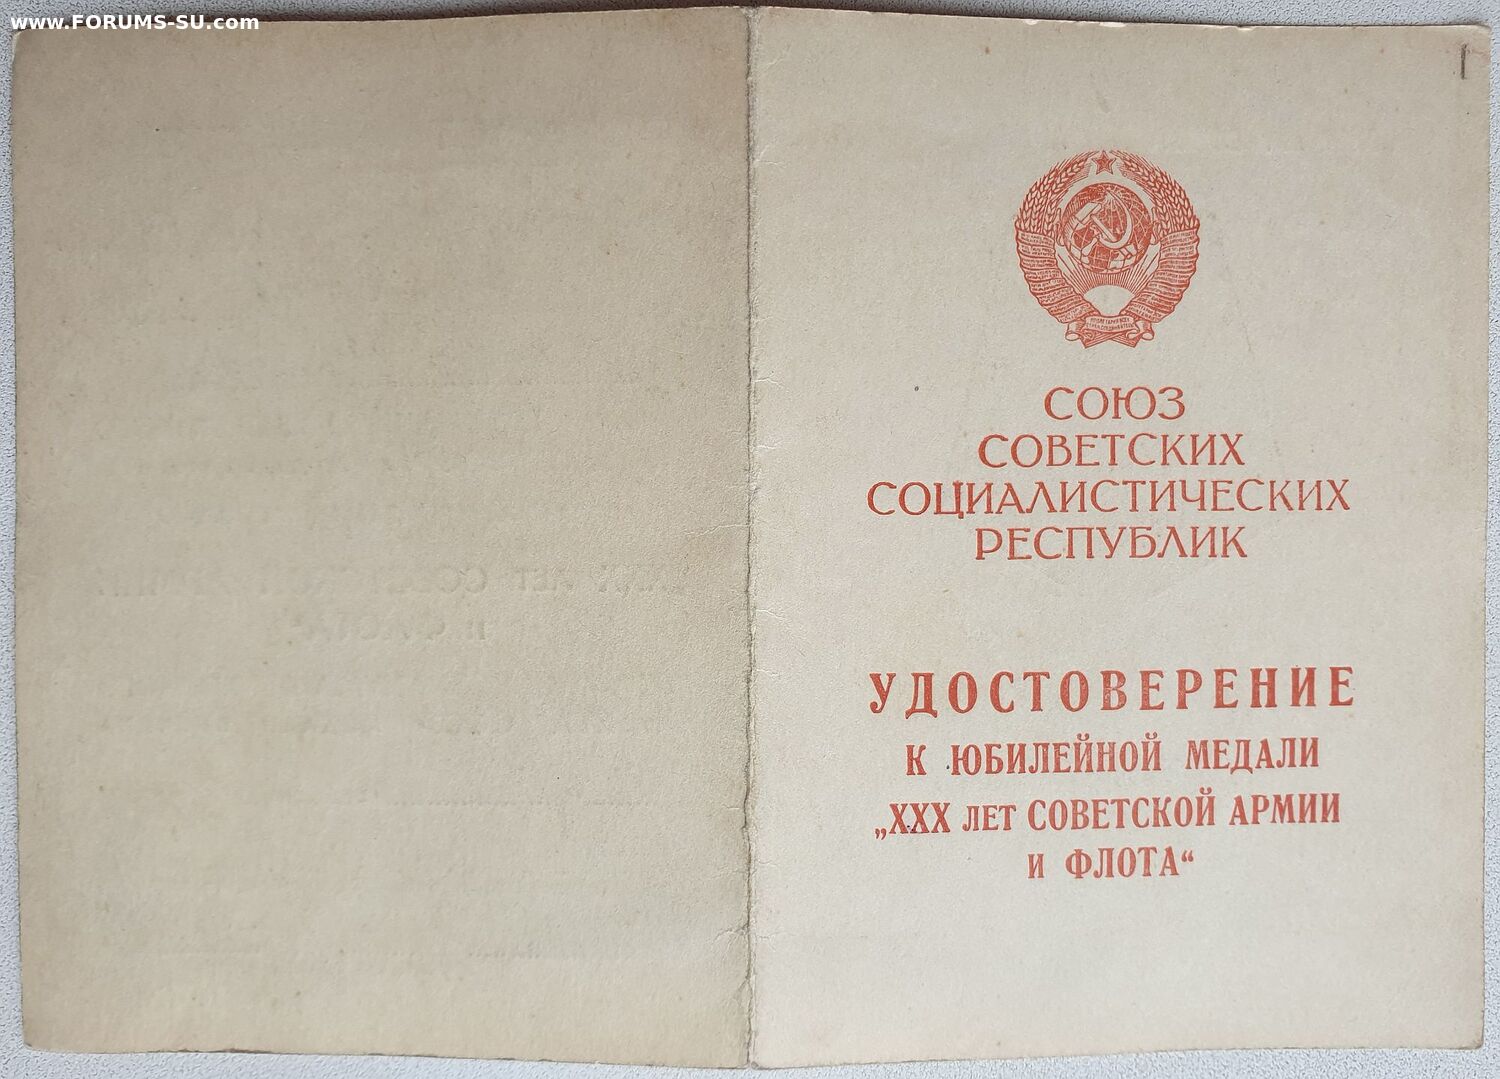 www.FORUMS-SU.com
СОЮЗ
СОВЕТСКИХ
СОЦИАЛИСТИЧЕСКИХ
РЕСПУБЛИК
УДОСТОВЕРЕНИЕ
К ЮБИЛЕЙНОЙ МЕДАЛИ
„XXX ЛЕТ СОВЕТСКОЙ АРМИИ
И ФЛОТА“